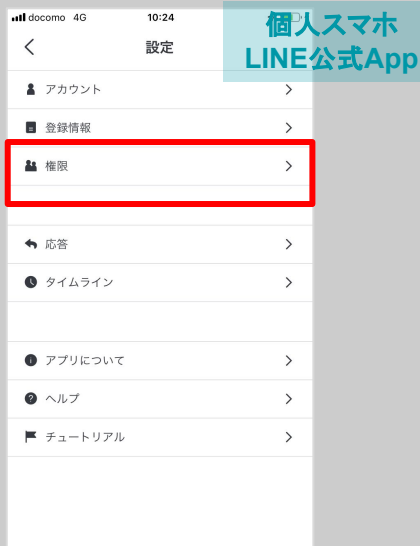 docomo 4G 10:24
個人スマホ
LINE公式App
設定
アカウント
登録情報
権限
応答
タイムライン
アプリについて
ヘルプ
チュートリアル